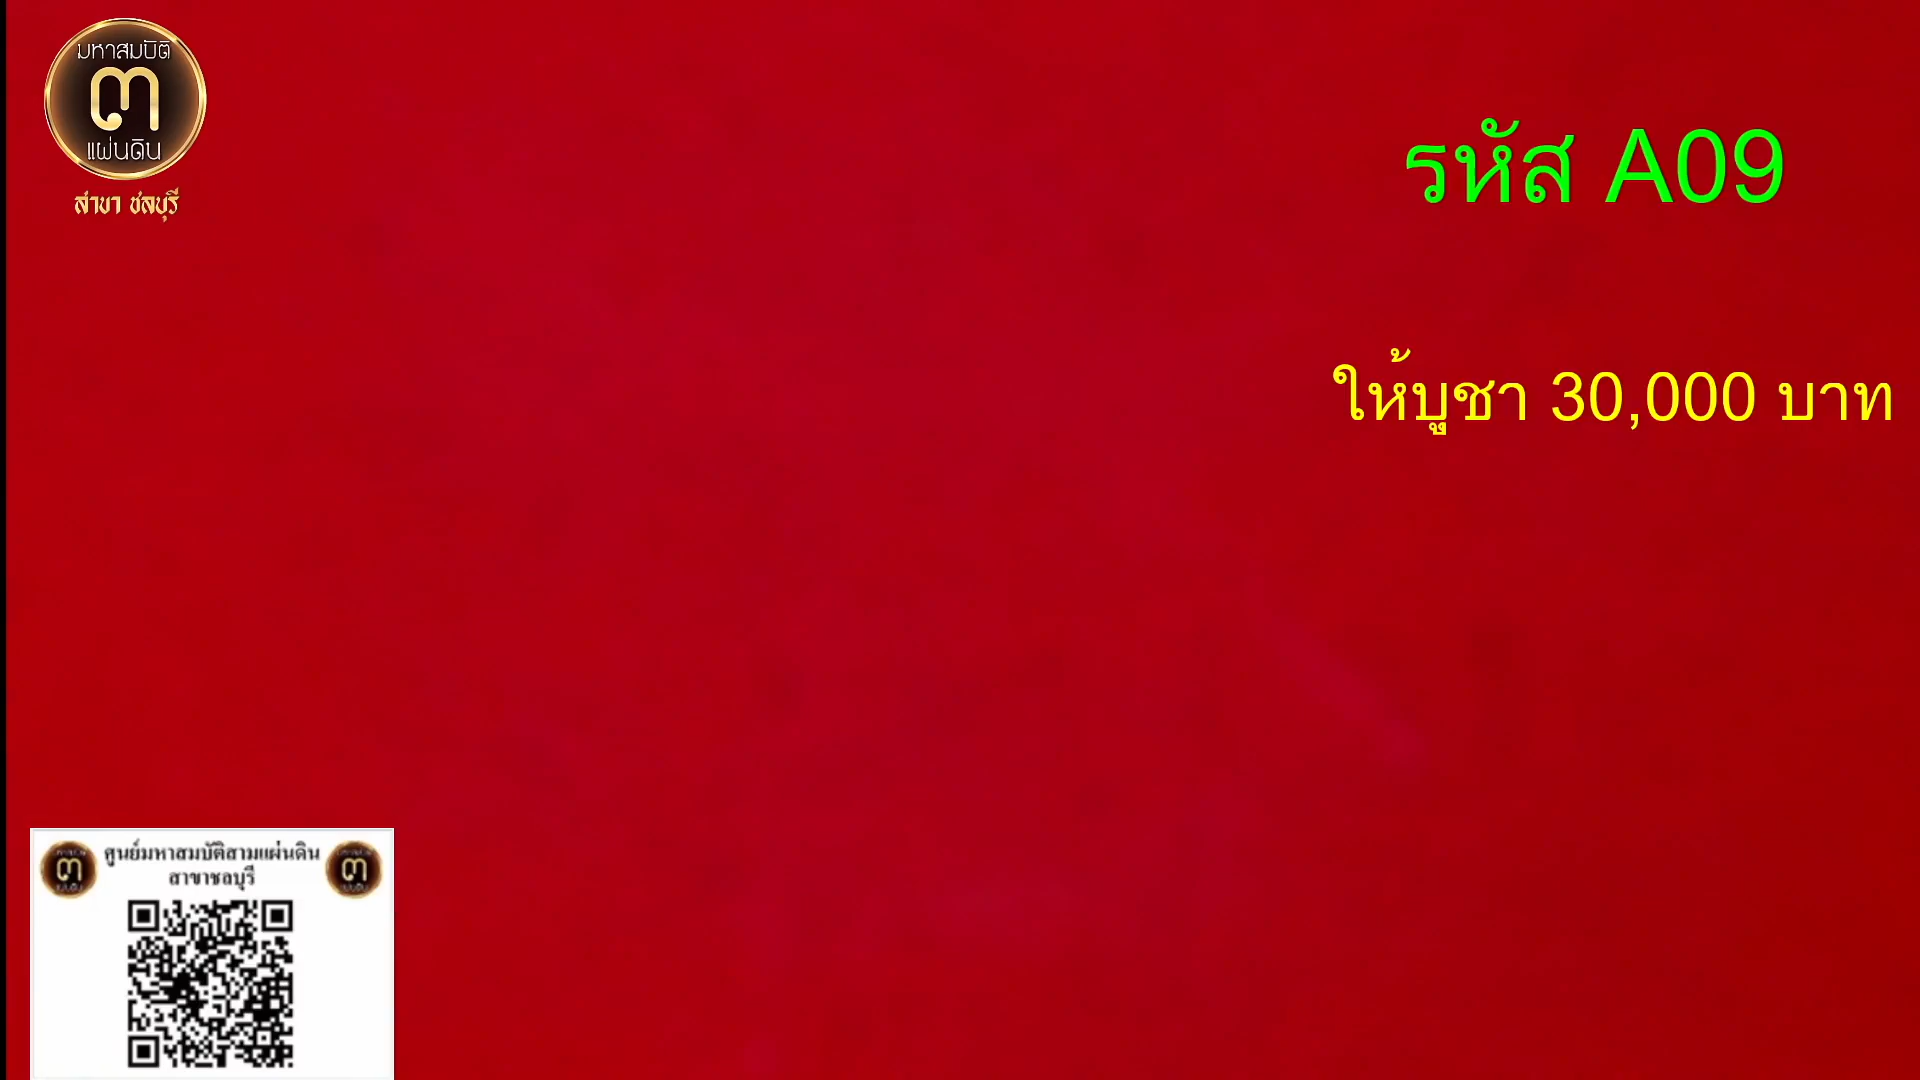 มหาสมบัติ
๓
แผ่นดิน
สาขา ชลบุรี
รหัส A09
ให้บูชา 30,000 บาท
ศูนย์มหาสมบัติสามแผ่นดิน
สาขาชลบุรี